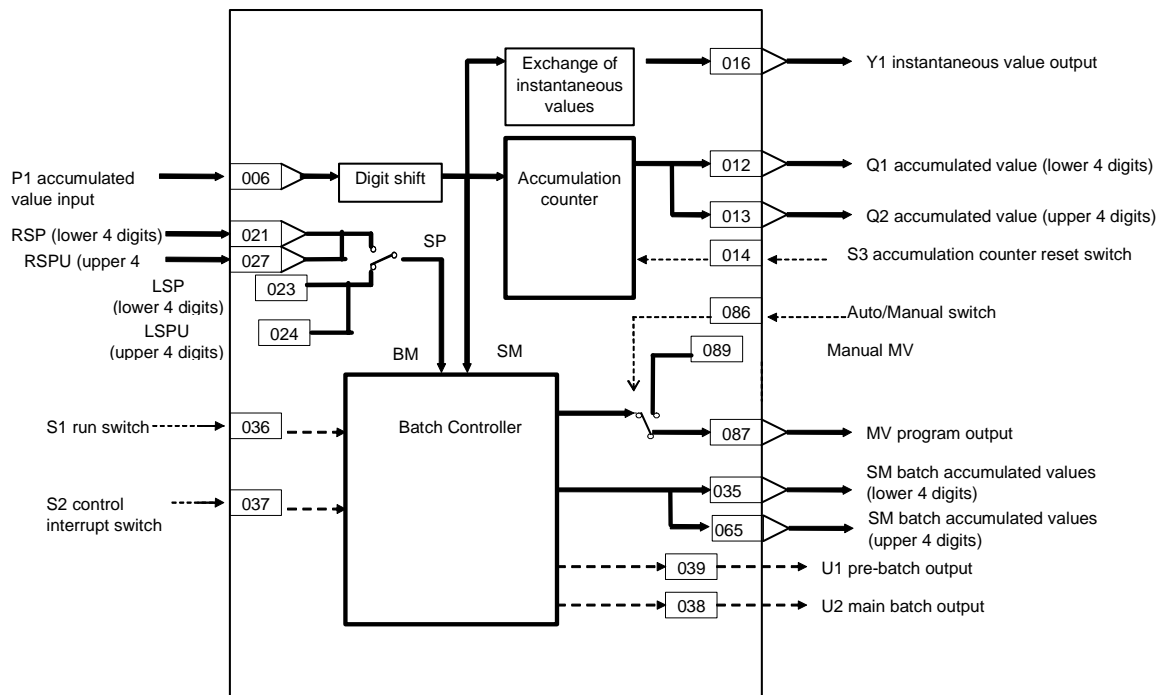 Exchange of
instantaneous
values
016
Y1 instantaneous value output
P1 accumulated
value input
006
Digit shift
Accumulation
counter
012
Q1 accumulated value (lower 4 digits)
013
Q2 accumulated value (upper 4 digits)
014
S3 accumulation counter reset switch
RSP (lower 4 digits)
021
RSPU (upper 4
027
SP
LSP
(lower 4 digits)
023
LSPU
(upper 4 digits)
024
086
Auto/Manual switch
089
Manual MV
BM
SM
S1 run switch
036
Batch Controller
087
MV program output
S2 control
interrupt switch
037
035
SM batch accumulated values
(lower 4 digits)
065
SM batch accumulated values
(upper 4 digits)
039
U1 pre-batch output
038
U2 main batch output